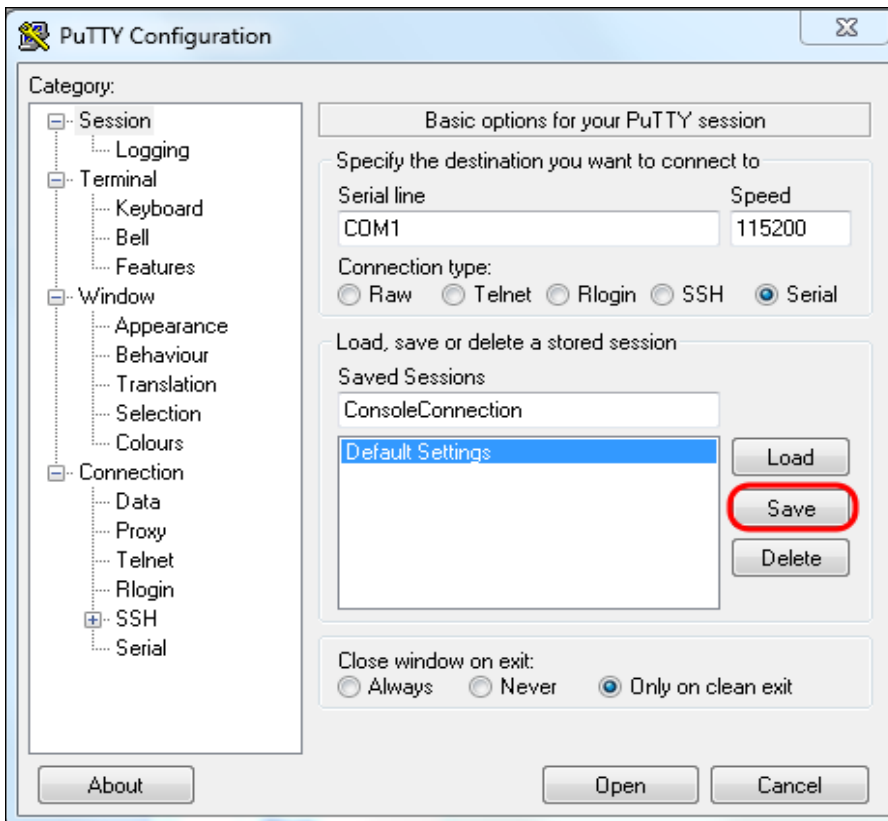 PuTTY Configuration
Category:
Session
Logging
Terminal
Keyboard
Bell
Features
Window
Appearance
Behaviour
Translation
Selection
Colours
Connection
Data
Proxy
Telnet
Rlogin
SSH
Serial
Basic options for your PuTTY session
Specify the destination you want to connect to
Serial line Speed
COM1 115200
Connection type:
Raw Telnet Rlogin SSH Serial
Load, save or delete a stored session
Saved Sessions
ConsoleConnection
Default Settings
Load
Save
Delete
Close window on exit:
Always Never Only on clean exit
About Open Cancel